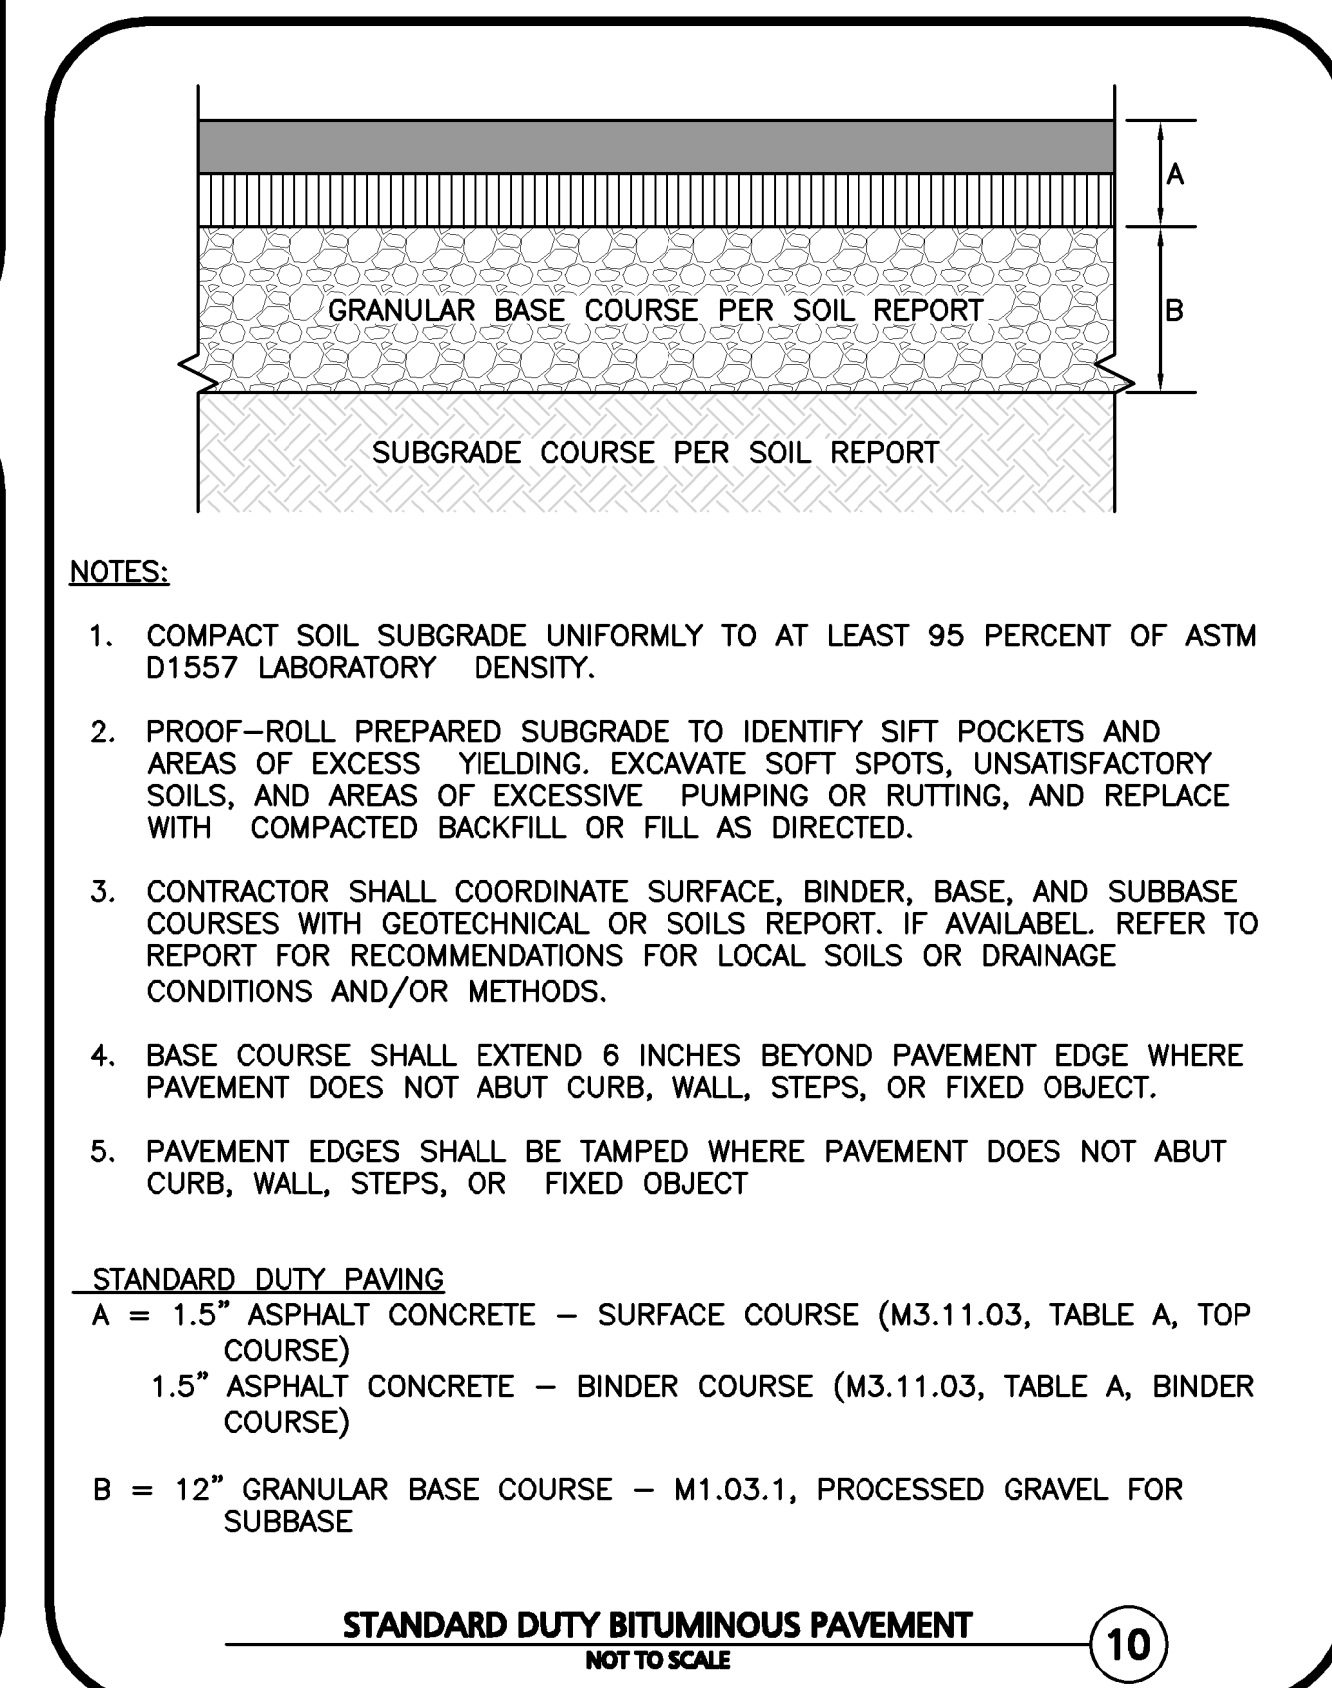 A
GRANULAR BASE COURSE PER SOIL REPORT
B
SUBGRADE COURSE PER SOIL REPORT
NOTES:
1. COMPACT SOIL SUBGRADE UNIFORMLY TO AT LEAST 95 PERCENT OF ASTM
D1557 LABORATORY DENSITY.
2. PROOF-ROLL PREPARED SUBGRADE TO IDENTIFY SIFT POCKETS AND
AREAS OF EXCESS YIELDING. EXCAVATE SOFT SPOTS, UNSATISFACTORY
SOILS, AND AREAS OF EXCESSIVE PUMPING OR RUTTING, AND REPLACE
WITH COMPACTED BACKFILL OR FILL AS DIRECTED.
3. CONTRACTOR SHALL COORDINATE SURFACE, BINDER, BASE, AND SUBBASE
COURSES WITH GEOTECHNICAL OR SOILS REPORT. IF AVAILABEL. REFER TO
REPORT FOR RECOMMENDATIONS FOR LOCAL SOILS OR DRAINAGE
CONDITIONS AND/OR METHODS.
4. BASE COURSE SHALL EXTEND 6 INCHES BEYOND PAVEMENT EDGE WHERE
PAVEMENT DOES NOT ABUT CURB, WALL, STEPS, OR FIXED OBJECT.
5. PAVEMENT EDGES SHALL BE TAMPED WHERE PAVEMENT DOES NOT ABUT
CURB, WALL, STEPS, OR FIXED OBJECT
STANDARD DUTY PAVING
A = 1.5" ASPHALT CONCRETE – SURFACE COURSE (M3.11.03, TABLE A, TOP
COURSE)
1.5" ASPHALT CONCRETE – BINDER COURSE (M3.11.03, TABLE A, BINDER
COURSE)
B = 12" GRANULAR BASE COURSE – M1.03.1, PROCESSED GRAVEL FOR
SUBBASE
STANDARD DUTY BITUMINOUS PAVEMENT
NOT TO SCALE
10